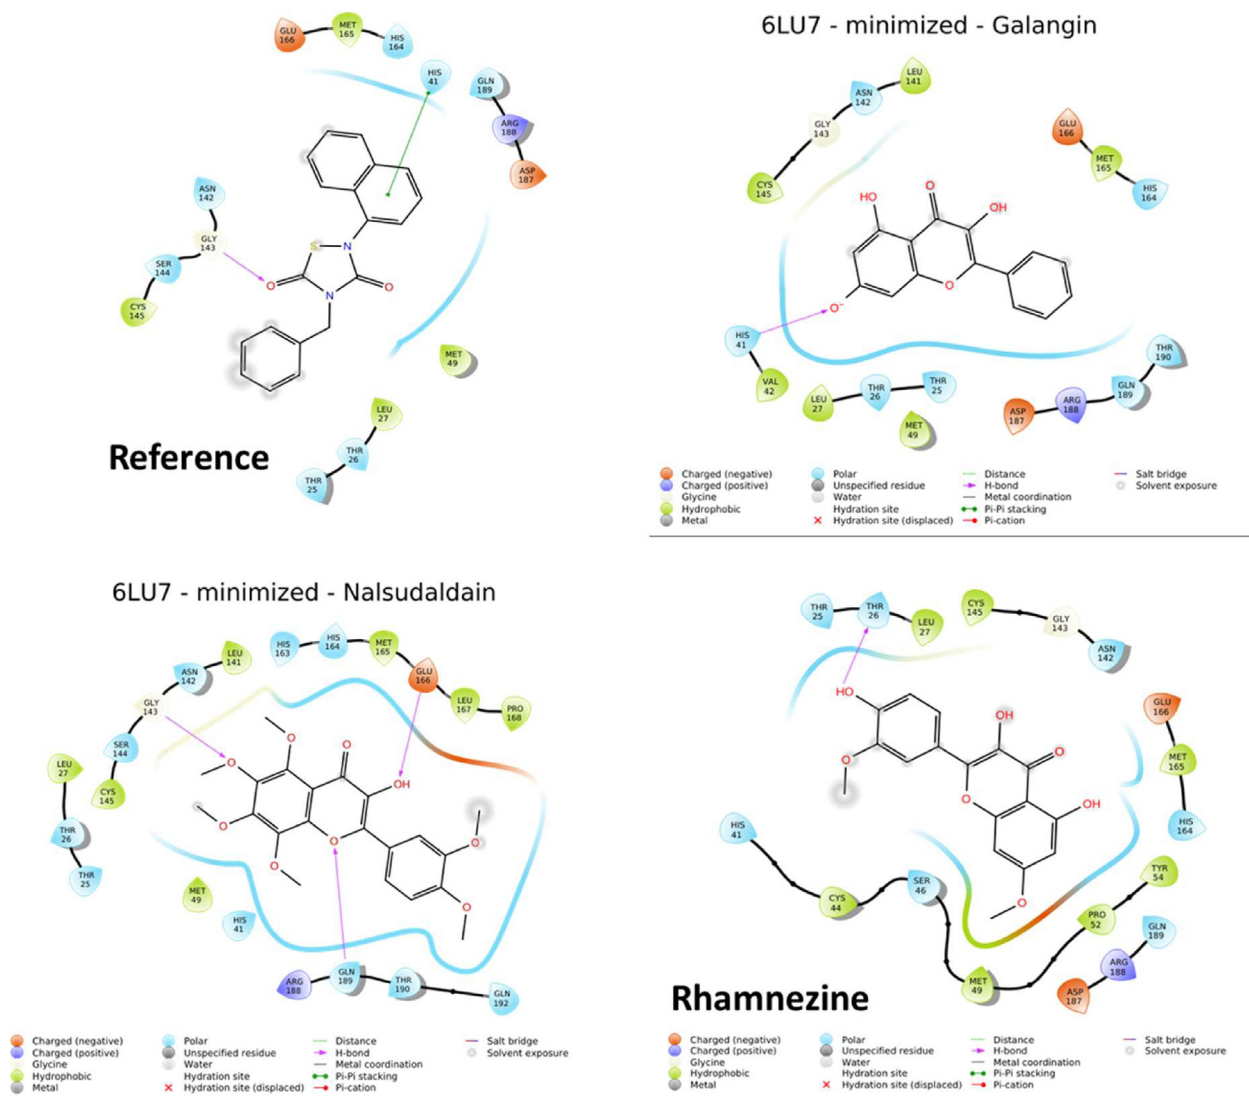 GLU
166
MET
165
HIS
164
HIS
41
GLN
189
ARG
188
ASP
187
ASN
142
GLY
143
SER
144
CYS
145
S
N
O
O
N
MET
49
LEU
27
THR
26
THR
25
Reference
6LU7 - minimized - Galangin
LEU
141
ASN
142
GLY
143
CYS
145
GLU
166
MET
165
HIS
164
HO
O
OH
O
O⁻
HIS
41
VAL
42
LEU
27
THR
26
THR
25
MET
49
ASP
187
ARG
188
GLN
189
THR
190
Charged (negative)
Charged (positive)
Glycine
Hydrophobic
Metal
Polar
Unspecified residue
Water
Hydration site
Hydration site (displaced)
Distance
H-bond
Metal coordination
Pi-Pi stacking
Pi-cation
Salt bridge
Solvent exposure
6LU7 - minimized - Nalsudaldain
HIS
163
HIS
164
MET
165
GLU
166
LEU
167
PRO
168
LEU
141
ASN
142
GLY
143
SER
144
CYS
145
LEU
27
THR
26
THR
25
O
O
O
OH
O
O
O
O
O
MET
49
HIS
41
ARG
188
GLN
189
THR
190
GLN
192
Charged (negative)
Charged (positive)
Glycine
Hydrophobic
Metal
Polar
Unspecified residue
Water
Hydration site
Hydration site (displaced)
Distance
H-bond
Metal coordination
Pi-Pi stacking
Pi-cation
Salt bridge
Solvent exposure
THR
25
THR
26
LEU
27
CYS
145
GLY
143
ASN
142
GLU
166
MET
165
HIS
164
HO
OH
O
O
O
OH
O
HIS
41
CYS
44
SER
46
MET
49
PRO
52
TYR
54
GLN
189
ARG
188
ASP
187
Rhamnezine
Charged (negative)
Charged (positive)
Glycine
Hydrophobic
Metal
Polar
Unspecified residue
Water
Hydration site
Hydration site (displaced)
Distance
H-bond
Metal coordination
Pi-Pi stacking
Pi-cation
Salt bridge
Solvent exposure